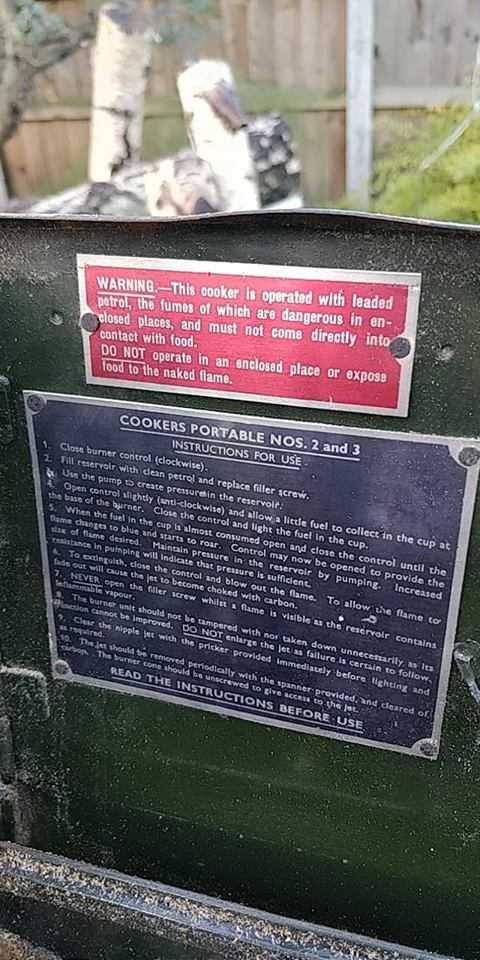 WARNING.—This cooker is operated with leaded
petrol, the fumes of which are dangerous in en-
closed places, and must not come directly into
contact with food.
DO NOT operate in an enclosed place or expose
food to the naked flame.
COOKERS PORTABLE NOS. 2 and 3
INSTRUCTIONS FOR USE.
1. Close burner control (clockwise).
2. Fill reservoir with clean petrol and replace filler screw.
3. Use the pump to create pressure in the reservoir.
4. Open control slightly (anti-clockwise) and allow a little fuel to collect in the cup at
the base of the burner. Close the control and light the fuel in the cup.
5. When the fuel in the cup is almost consumed open and close the control until the
flame changes to blue and starts to roar. Control may now be opened to provide the
size of flame desired. Maintain pressure in the reservoir by pumping. Increased
resistance in pumping will indicate that pressure is sufficient.
6. To extinguish, close the control and blow out the flame. To allow the flame to
fade out will cause the jet to become choked with carbon.
7. NEVER open the filler screw whilst a flame is visible as the reservoir contains
inflammable vapour.
8. The burner unit should not be tampered with nor taken down unnecessarily as its
function cannot be improved. DO NOT enlarge the jet as failure is certain to follow.
9. Clear the nipple jet with the pricker provided immediately before lighting and
as required.
10. The jet should be removed periodically with the spanner provided, and cleared of
carbon. The burner cone should be unscrewed to give access to the jet.
READ THE INSTRUCTIONS BEFORE USE